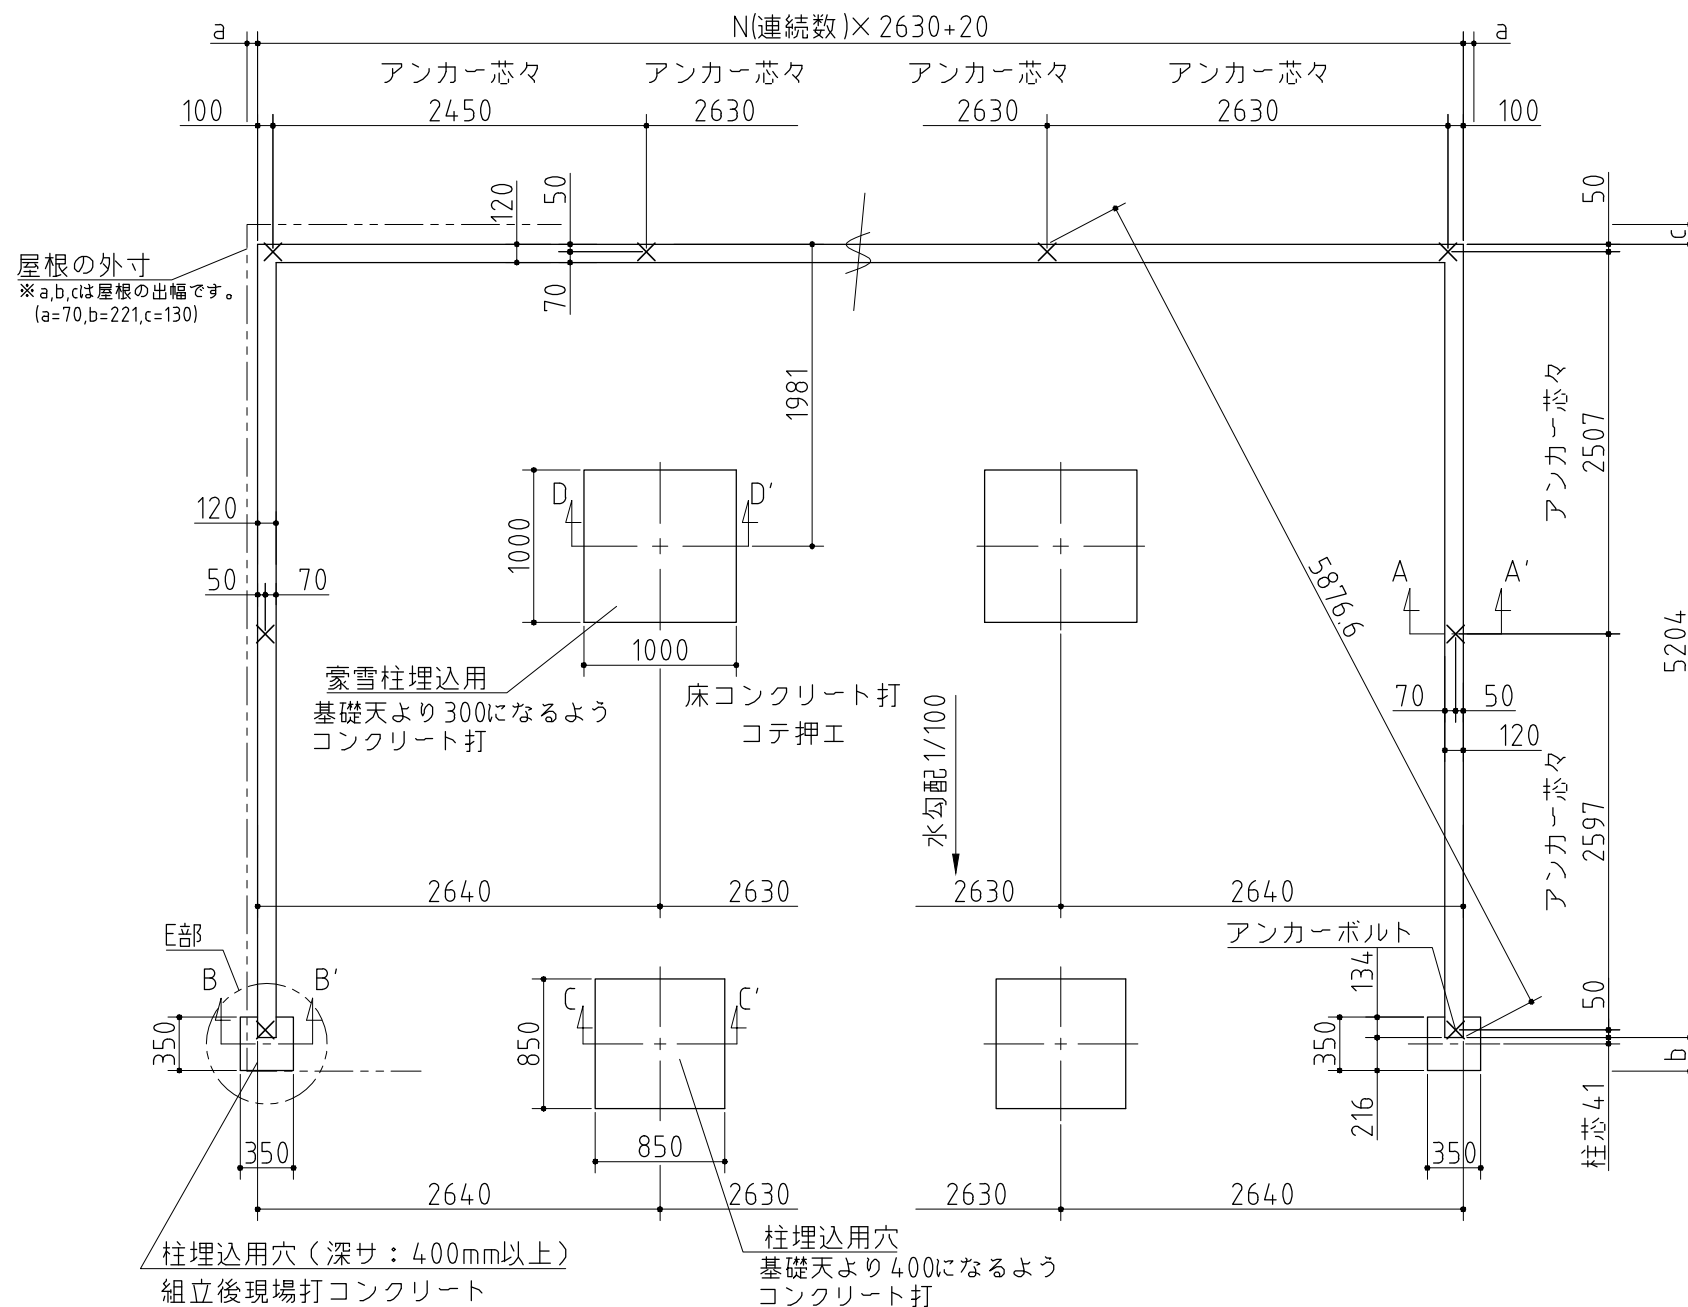 a
N(連続数)×2630+20
a
アンカー芯々
アンカー芯々
アンカー芯々
アンカー芯々
100
2450
2630
2630
2630
100
120
50
70
50
c
屋根の外寸
※a,b,cは屋根の出幅です。
(a=70,b=221,c=130)
1981
アンカー芯々
2507
D
D'
1000
120
50
70
5876.6
A
A'
5204
1000
豪雪柱埋込用
基礎天より300になるよう
コンクリート打
床コンクリート打
コテ押エ
水勾配1/100
70
50
120
アンカー芯々
2597
2640
2630
2630
2640
E部
アンカーボルト
B
B'
C
C'
134
50
350
850
350
b
216
柱芯41
350
850
350
2640
2630
2630
2640
柱埋込用穴(深サ:400mm以上)
組立後現場打コンクリート
柱埋込用穴
基礎天より400になるよう
コンクリート打